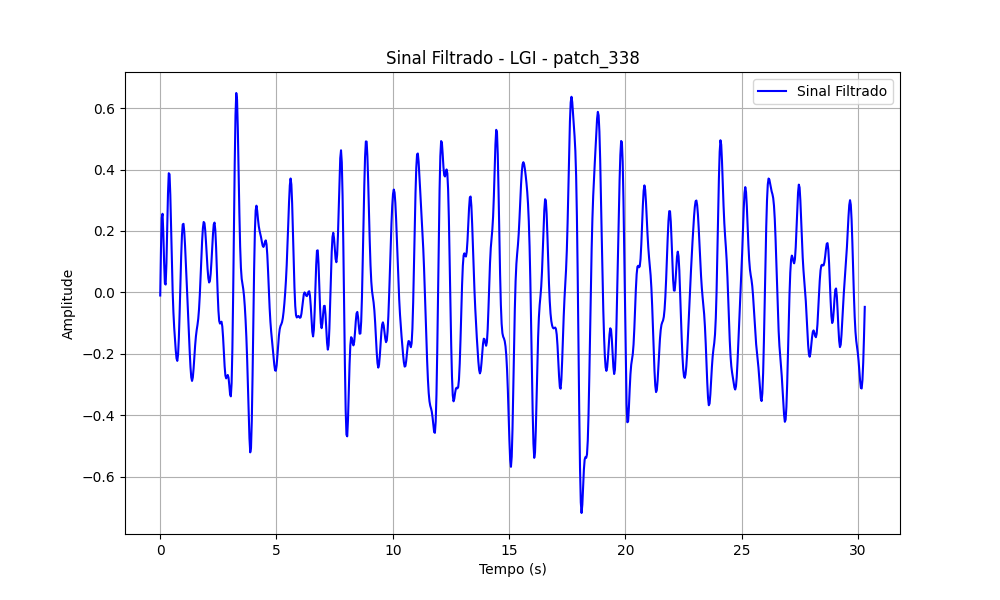 Sinal Filtrado - LGI - patch_338
Sinal Filtrado
Amplitude
0.6
0.4
0.2
0.0
−0.2
−0.4
−0.6
0 5 10 15 20 25 30
Tempo (s)